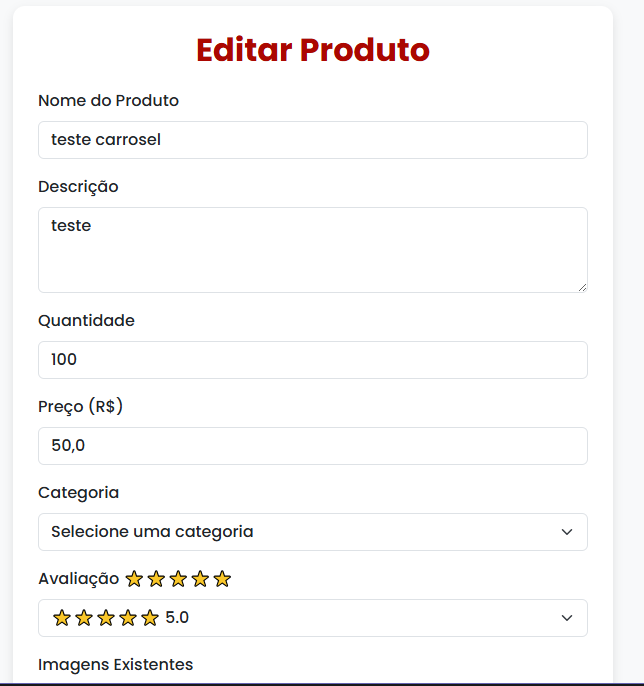 Editar Produto
Nome do Produto
teste carrosel
Descrição
teste
Quantidade
100
Preço (R$)
50,0
Categoria
Selecione uma categoria
Avaliação ⭐⭐⭐⭐⭐
⭐⭐⭐⭐⭐ 5.0
Imagens Existentes